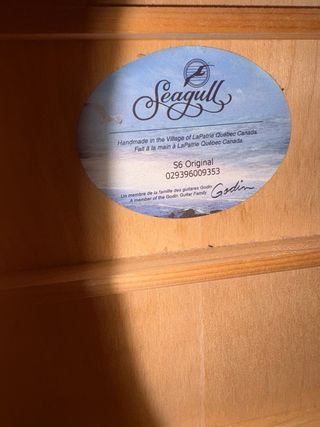 Seagull
Handmade in the Village of LaPatrie Québec Canada.
Fait à la main à LaPatrie Québec Canada.
S6 Original
029396009353
Un membre de la famille des guitares Godin
A member of the Godin Guitar Family
Godin